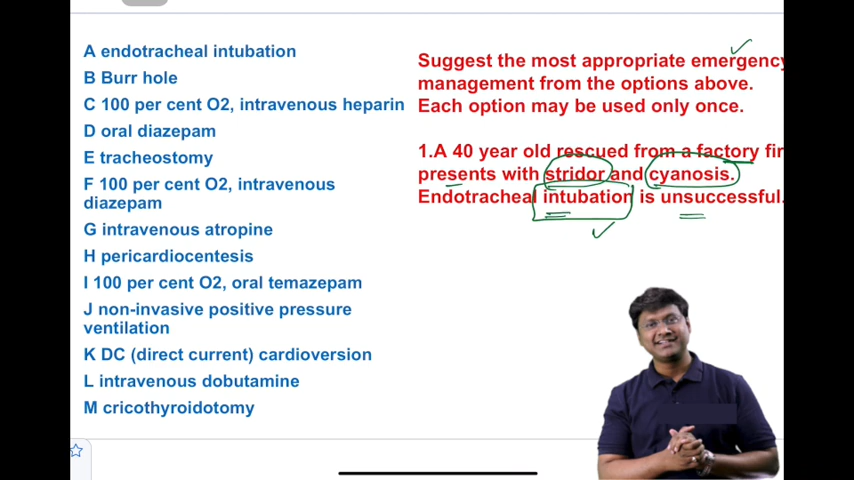 A endotracheal intubation
B Burr hole
C 100 per cent O2, intravenous heparin
D oral diazepam
E tracheostomy
F 100 per cent O2, intravenous
diazepam
G intravenous atropine
H pericardiocentesis
I 100 per cent O2, oral temazepam
J non-invasive positive pressure
ventilation
K DC (direct current) cardioversion
L intravenous dobutamine
M cricothyroidotomy
Suggest the most appropriate emergency
management from the options above.
Each option may be used only once.
1.A 40 year old rescued from a factory fir
presents with stridor and cyanosis.
Endotracheal intubation is unsuccessful.